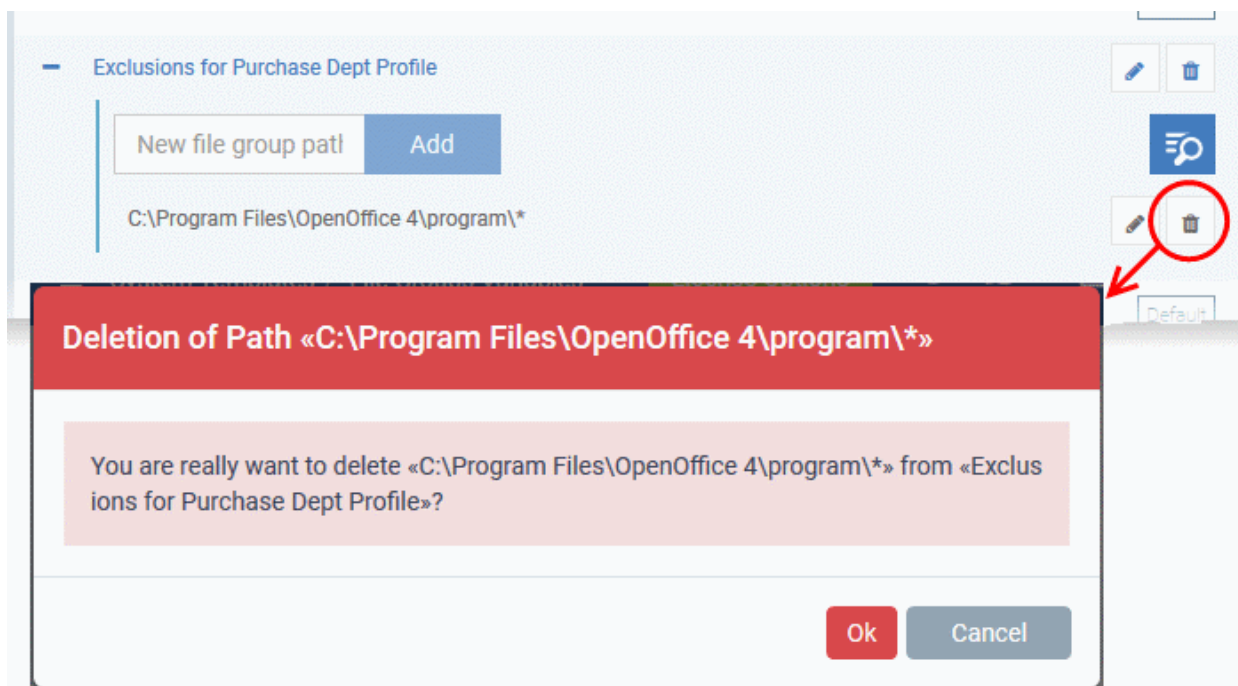 Exclusions for Purchase Dept Profile
New file group patl
Add
C:\Program Files\OpenOffice 4\program\*
Default
Deletion of Path «C:\Program Files\OpenOffice 4\program\*»
You are really want to delete «C:\Program Files\OpenOffice 4\program\*» from «Exclus
ions for Purchase Dept Profile»?
Ok
Cancel